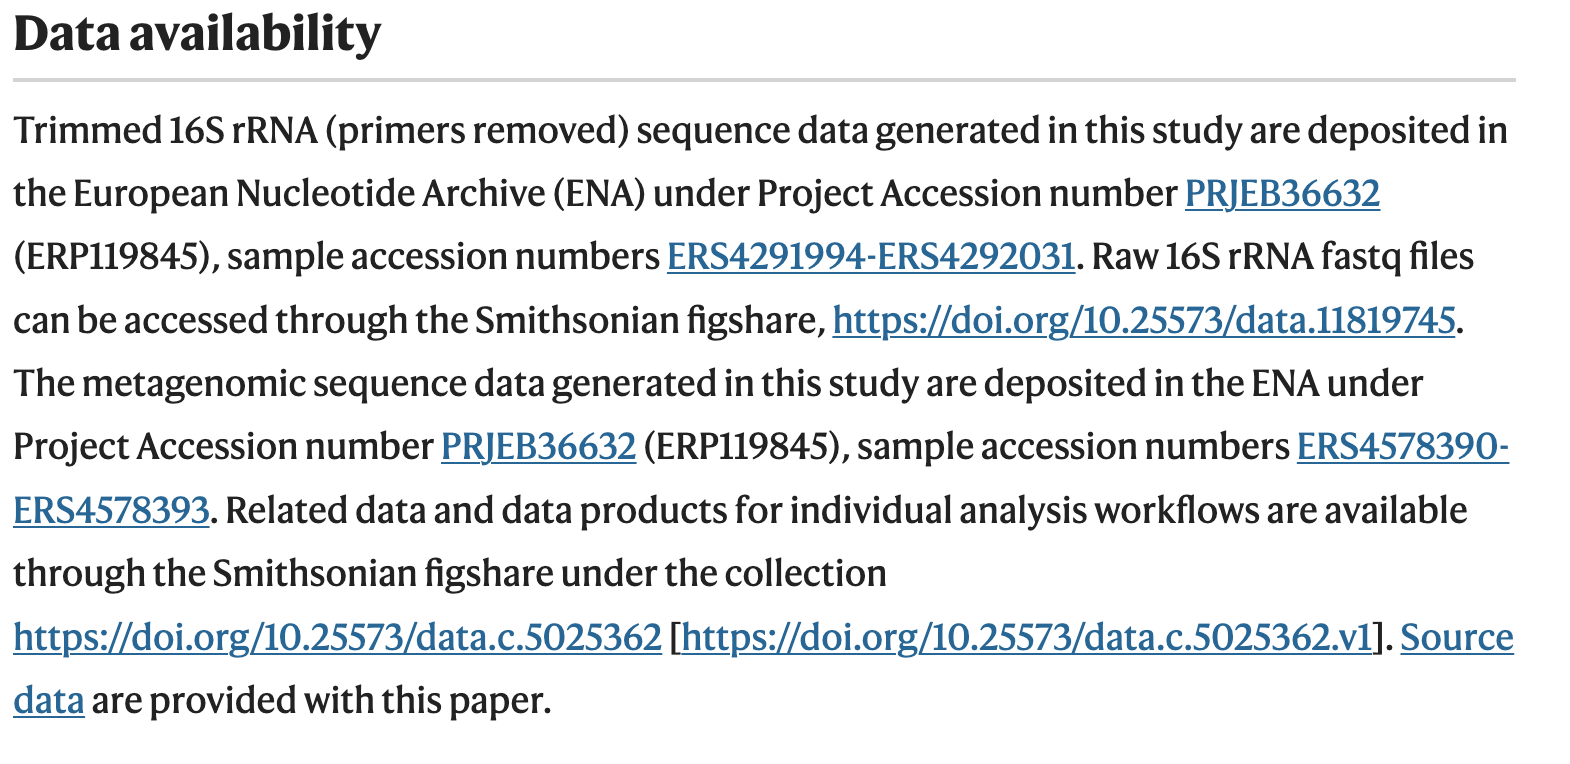 Data availability
Trimmed 16S rRNA (primers removed) sequence data generated in this study are deposited in
the European Nucleotide Archive (ENA) under Project Accession number PRJEB36632
(ERP119845), sample accession numbers ERS4291994-ERS4292031. Raw 16S rRNA fastq files
can be accessed through the Smithsonian figshare, https://doi.org/10.25573/data.11819745.
The metagenomic sequence data generated in this study are deposited in the ENA under
Project Accession number PRJEB36632 (ERP119845), sample accession numbers ERS4578390-
ERS4578393. Related data and data products for individual analysis workflows are available
through the Smithsonian figshare under the collection
https://doi.org/10.25573/data.c.5025362 [https://doi.org/10.25573/data.c.5025362.v1]. Source
data are provided with this paper.